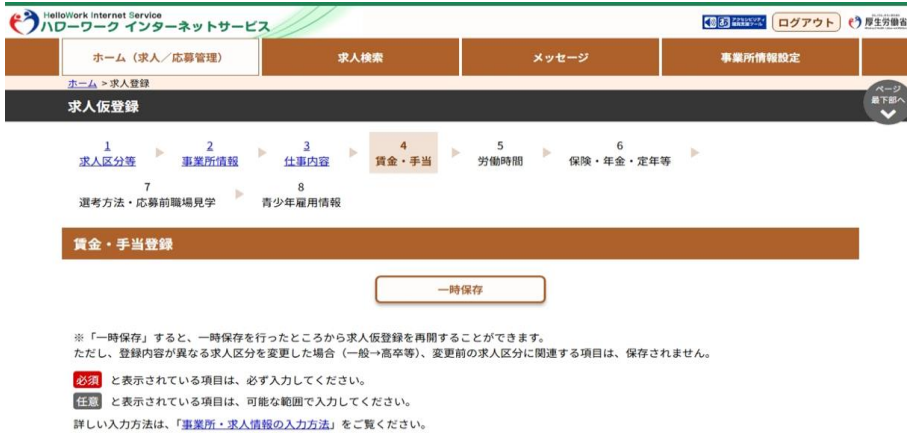 HelloWork Internet Service
ハローワーク インターネットサービス
ログアウト
厚生労働省
ホーム（求人／応募管理）
求人検索
メッセージ
事業所情報設定
ホーム > 求人登録
ページ
最下部へ
求人仮登録
1
求人区分等
2
事業所情報
3
仕事内容
4
賃金・手当
5
労働時間
6
保険・年金・定年等
7
選考方法・応募前職場見学
8
青少年雇用情報
賃金・手当登録
一時保存
※「一時保存」すると、一時保存を行ったところから求人仮登録を再開することができます。
ただし、登録内容が異なる求人区分を変更した場合（一般→高卒等）、変更前の求人区分に関連する項目は、保存されません。
必須 と表示されている項目は、必ず入力してください。
任意 と表示されている項目は、可能な範囲で入力してください。
詳しい入力方法は、「事業所・求人情報の入力方法」をご覧ください。